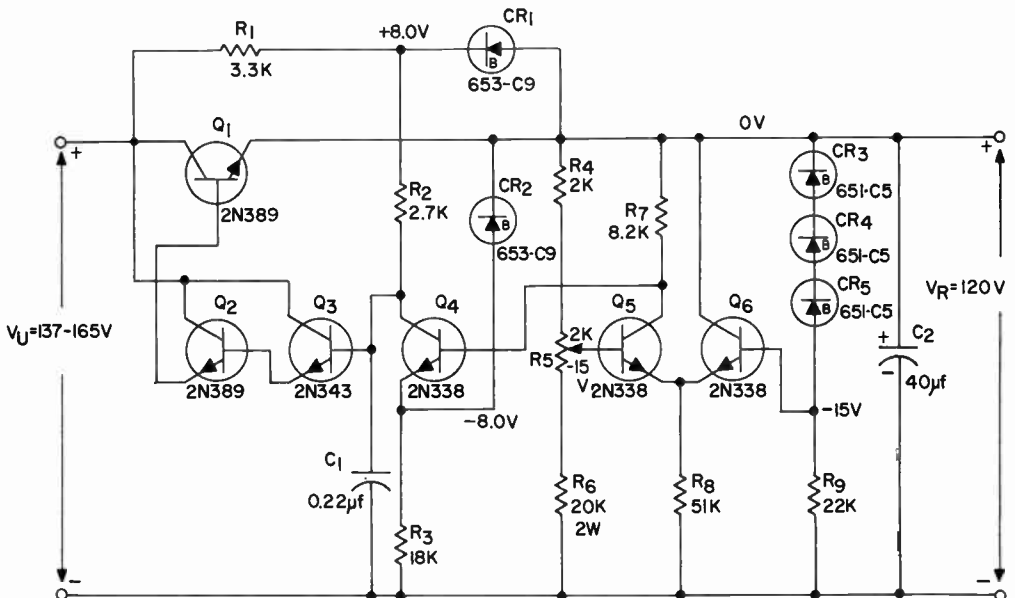 R1
3.3K
+8.0V
CR1
B
653-C9
Q1
2N389
+
0V
+
R2
2.7K
CR2
B
653-C9
R4
2K
R7
8.2K
CR3
B
651-C5
CR4
B
651-C5
CR5
B
651-C5
VU=137-165V
VR=120V
Q2
2N389
Q3
2N343
Q4
2N338
2K
R5
-15
V
Q5
2N338
Q6
2N338
C2
+
-
40µf
-8.0V
-15V
C1
0.22µf
R3
18K
R6
20K
2W
R8
51K
R9
22K
-
-